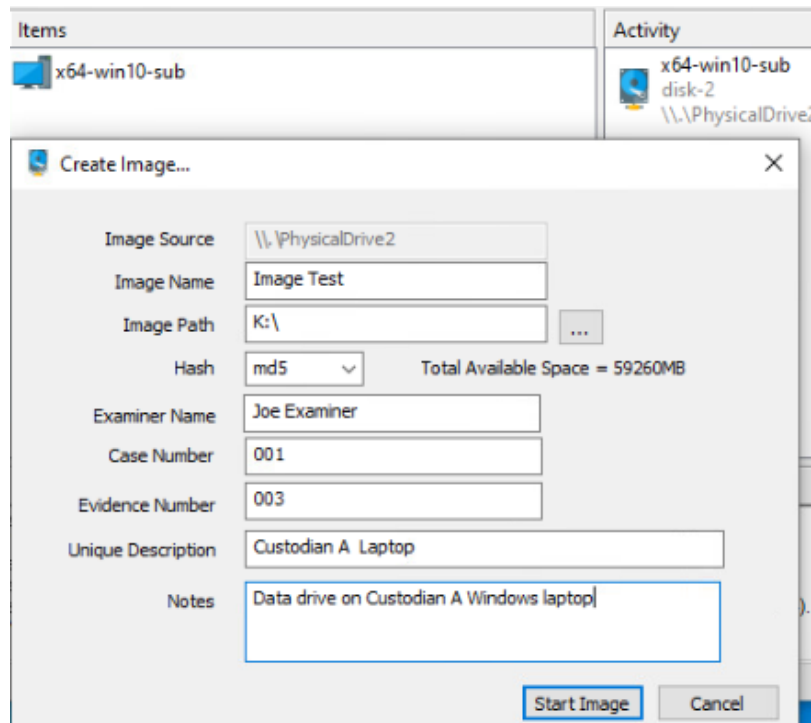 Items
Activity
x64-win10-sub
x64-win10-sub
disk-2
\\.\PhysicalDrive2
Create Image...
Image Source \\.\PhysicalDrive2
Image Name Image Test
Image Path K:\ ...
Hash md5 Total Available Space = 59260MB
Examiner Name Joe Examiner
Case Number 001
Evidence Number 003
Unique Description Custodian A Laptop
Notes Data drive on Custodian A Windows laptop
).
Start Image Cancel